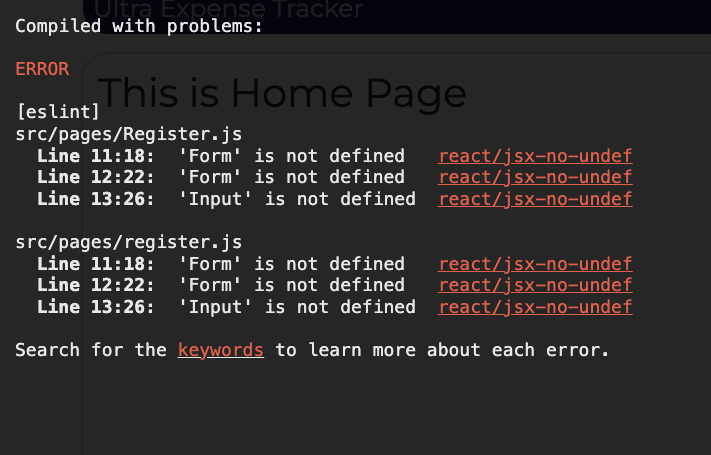 Ultra Expense Tracker
Compiled with problems:
ERROR
This is Home Page
[eslint]
src/pages/Register.js
Line 11:18: 'Form' is not defined react/jsx-no-undef
Line 12:22: 'Form' is not defined react/jsx-no-undef
Line 13:26: 'Input' is not defined react/jsx-no-undef
src/pages/register.js
Line 11:18: 'Form' is not defined react/jsx-no-undef
Line 12:22: 'Form' is not defined react/jsx-no-undef
Line 13:26: 'Input' is not defined react/jsx-no-undef
Search for the keywords to learn more about each error.